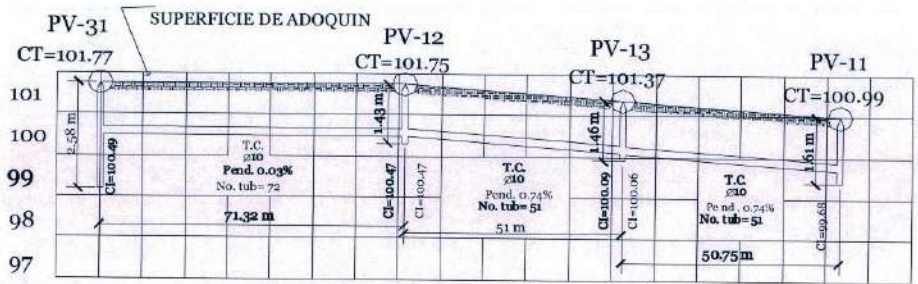 SUPERFICIE DE ADOQUIN
PV-31
CT=101.77
PV-12
CT=101.75
PV-13
CT=101.37
PV-11
CT=100.99
101
100
99
98
97
2.58 m
CI=100.49
T.C.
ø10
Pend. 0.03%
No. tub= 72
71.32 m
1.43 m
CI=100.47
CI=100.47
T.C.
ø10
Pend. 0.74%
No. tub= 51
51 m
1.46 m
CI=100.09
CI=100.06
T.C.
ø10
Pend. 0.74%
No. tub= 51
50.75 m
1.61 m
CI=99.68